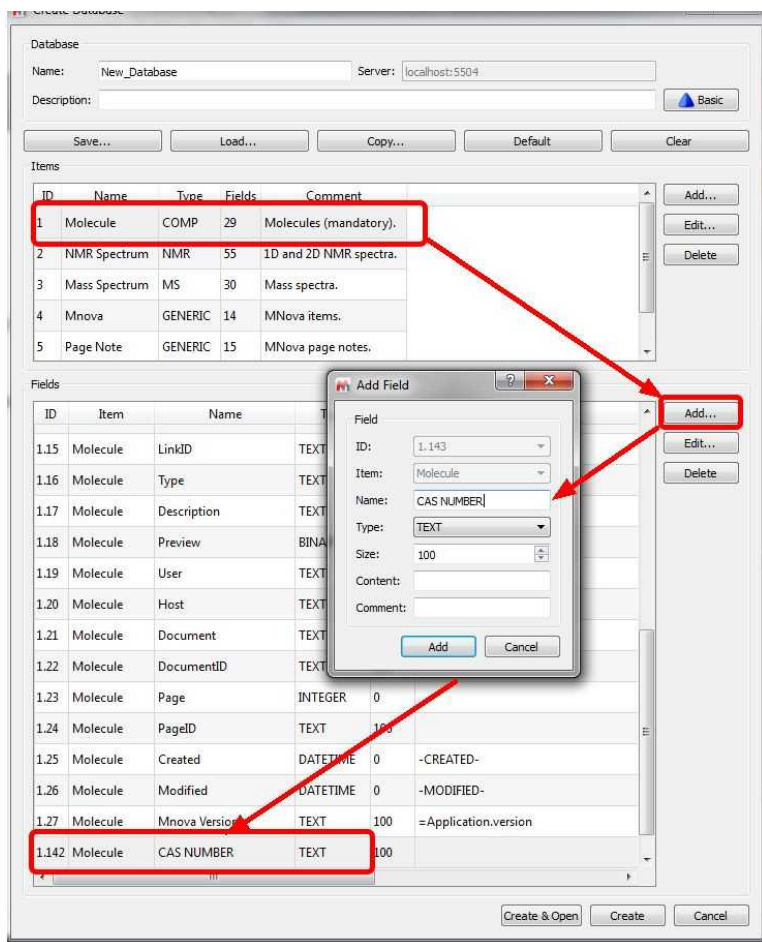 Create Database
Database
Name: New_Database Server: localhost:5504
Description: Basic
Save... Load... Copy... Default Clear
Items
ID Name Type Fields Comment Add...
1 Molecule COMP 29 Molecules (mandatory). Edit...
2 NMR Spectrum NMR 55 1D and 2D NMR spectra. Delete
3 Mass Spectrum MS 30 Mass spectra.
4 Mnova GENERIC 14 MNova items.
5 Page Note GENERIC 15 MNova page notes.
Fields
ID Item Name Add...
1.15 Molecule LinkID TEXT Edit...
1.16 Molecule Type TEXT Delete
1.17 Molecule Description TEXT
1.18 Molecule Preview BINA
1.19 Molecule User TEXT
1.20 Molecule Host TEXT
1.21 Molecule Document TEXT
1.22 Molecule DocumentID TEXT
1.23 Molecule Page INTEGER 0
1.24 Molecule PageID TEXT 100
1.25 Molecule Created DATETIME 0 -CREATED-
1.26 Molecule Modified DATETIME 0 -MODIFIED-
1.27 Molecule Mnova Version TEXT 100 =Application.version
1.142 Molecule CAS NUMBER TEXT 100
Add Field
Field
ID: 1.143
Item: Molecule
Name: CAS NUMBER
Type: TEXT
Size: 100
Content:
Comment:
Add Cancel
Create & Open Create Cancel